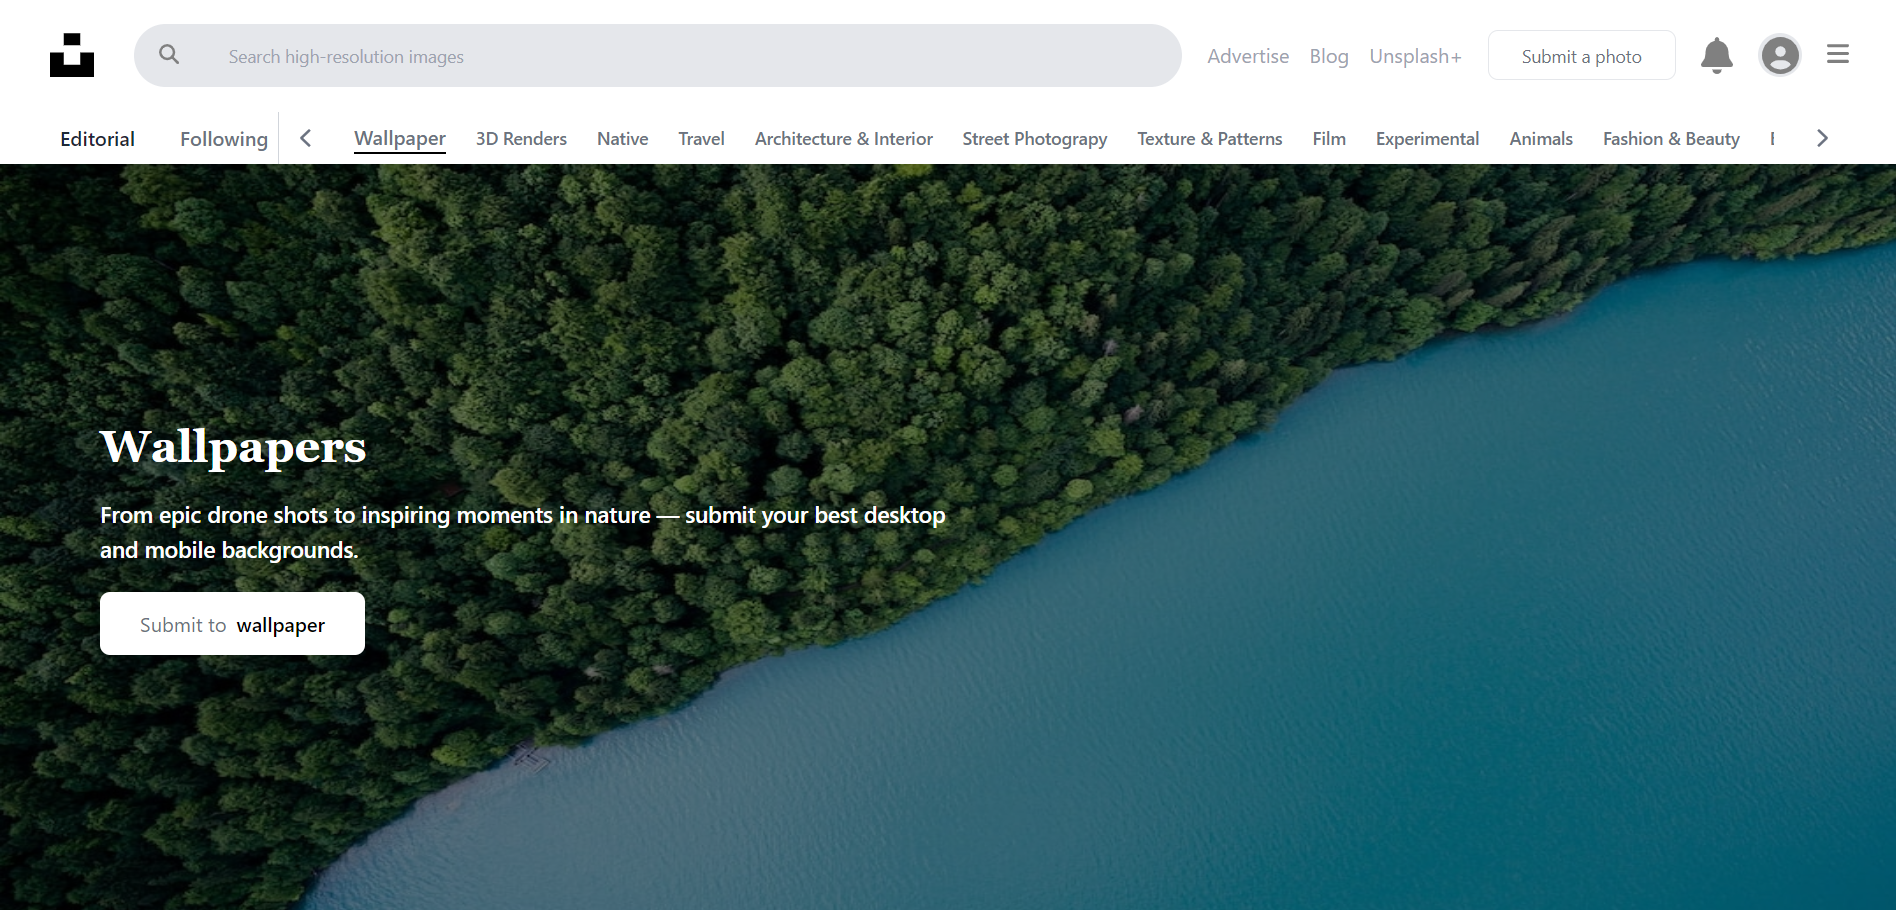 Search high-resolution images
Advertise Blog Unsplash+ Submit a photo
Editorial Following Wallpaper 3D Renders Native Travel Architecture & Interior Street Photograpy Texture & Patterns Film Experimental Animals Fashion & Beauty
Wallpapers
From epic drone shots to inspiring moments in nature — submit your best desktop
and mobile backgrounds.
Submit to wallpaper